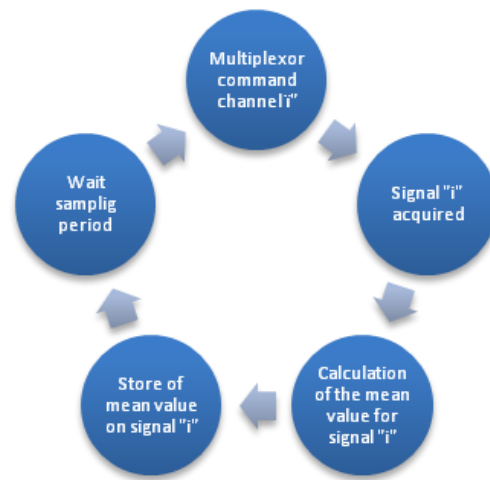 Multiplexor
command
channel ï"
Signal "i"
acquired
Calculation
of the mean
value for
signal "i"
Store of
mean value
on signal "i"
Wait
samplig
period